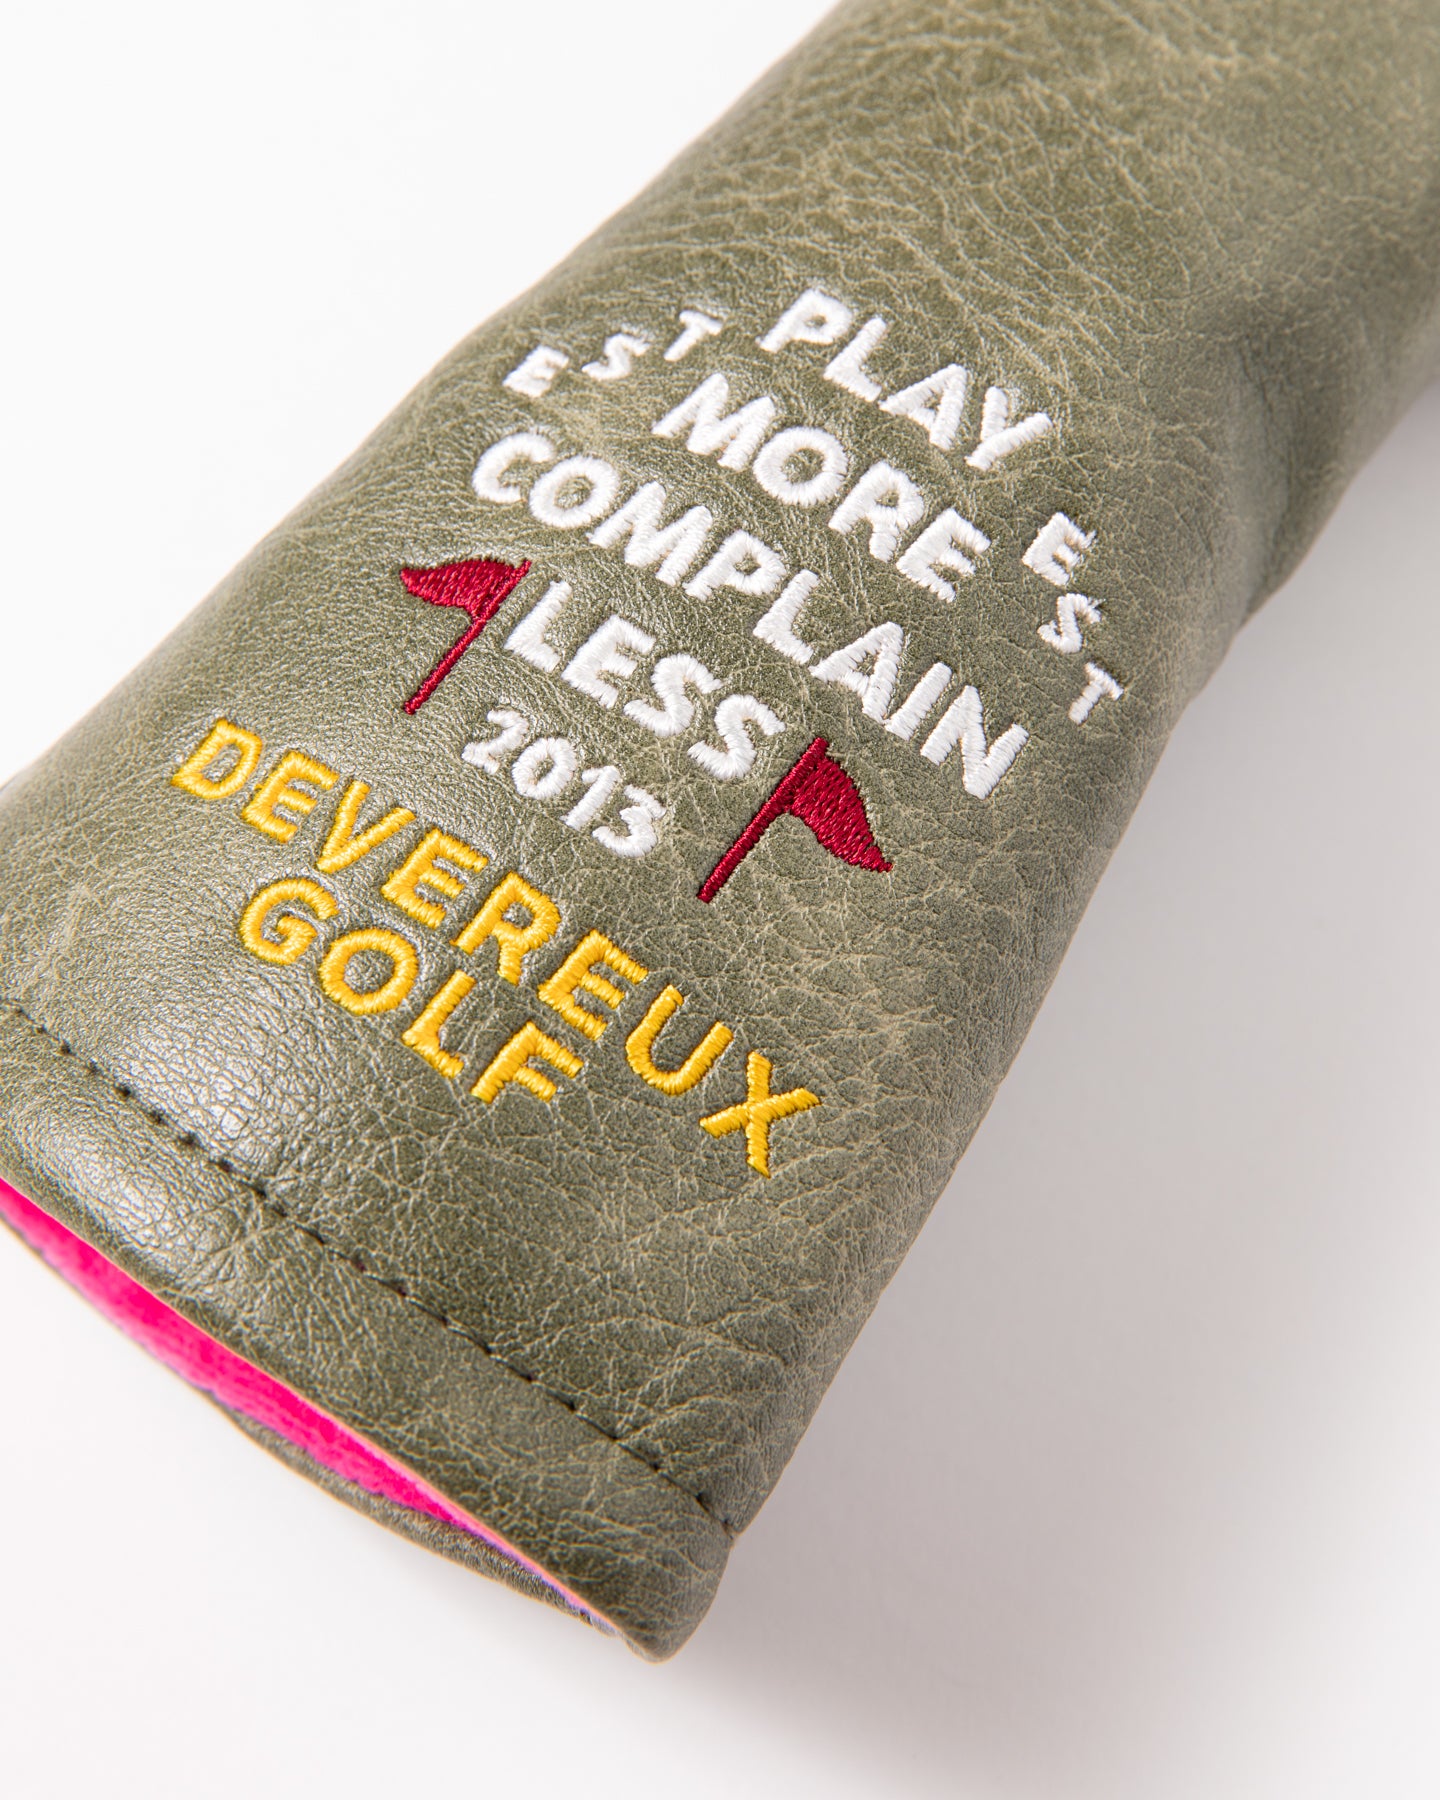 PLAY
EST MORE EST
COMPLAIN
LESS
2013
DEVEREUX
GOLF